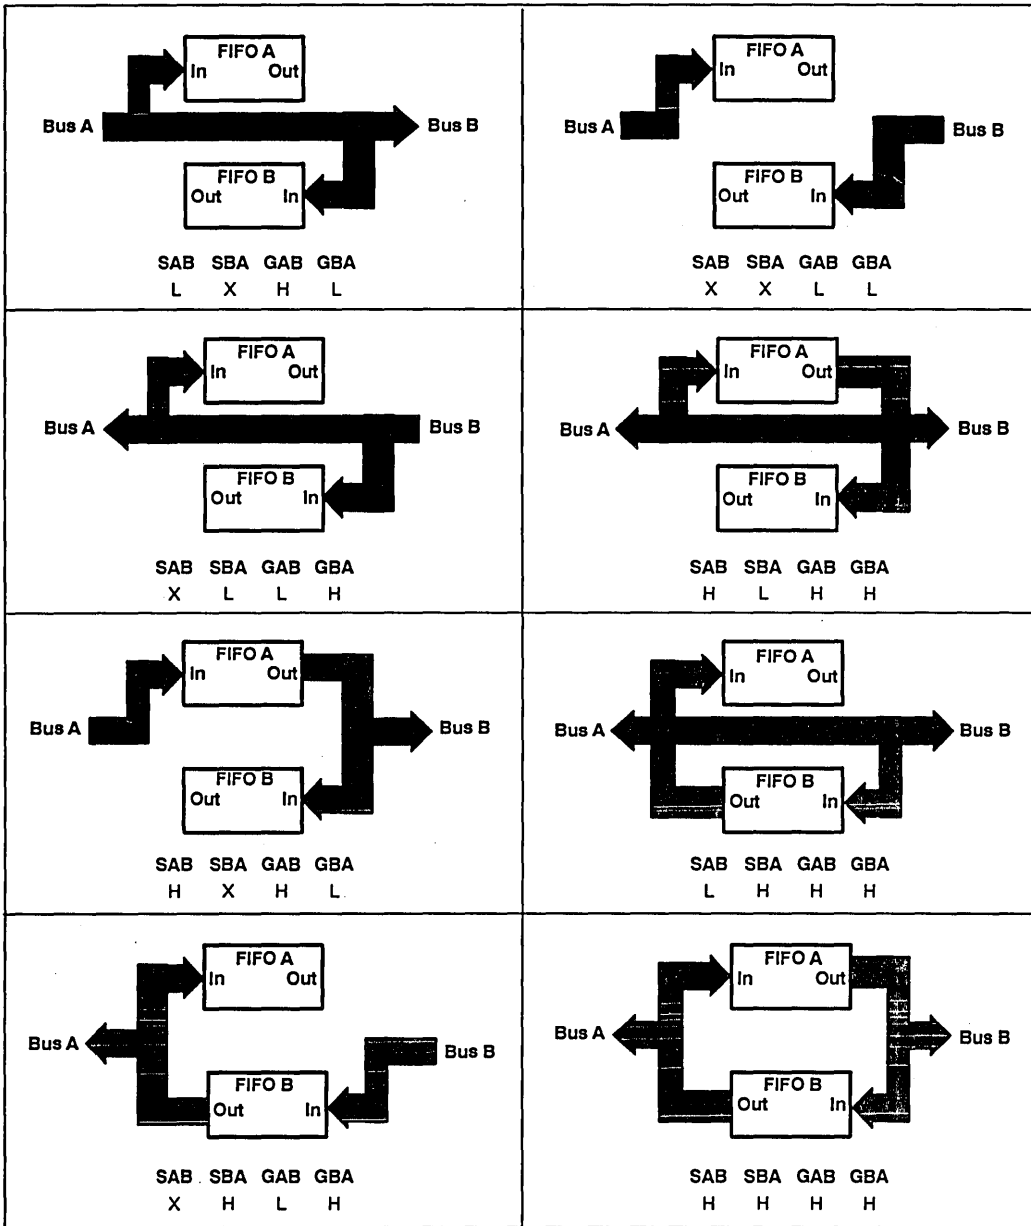 FIFO A
In Out
Bus A Bus B
FIFO B
Out In
SAB SBA GAB GBA
L X H L
FIFO A
In Out
Bus A Bus B
FIFO B
Out In
SAB SBA GAB GBA
X X L L
FIFO A
In Out
Bus A Bus B
FIFO B
Out In
SAB SBA GAB GBA
X L L H
FIFO A
In Out
Bus A Bus B
FIFO B
Out In
SAB SBA GAB GBA
H L H H
FIFO A
In Out
Bus A Bus B
FIFO B
Out In
SAB SBA GAB GBA
H X H L
FIFO A
In Out
Bus A Bus B
FIFO B
Out In
SAB SBA GAB GBA
L H H H
FIFO A
In Out
Bus A Bus B
FIFO B
Out In
SAB SBA GAB GBA
X H L H
FIFO A
In Out
Bus A Bus B
FIFO B
Out In
SAB SBA GAB GBA
H H H H